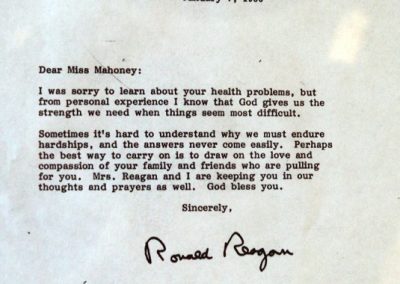 Dear Miss Mahoney:
I was sorry to learn about your health problems, but
from personal experience I know that God gives us the
strength we need when things seem most difficult.
Sometimes it's hard to understand why we must endure
hardships, and the answers never come easily. Perhaps
the best way to carry on is to draw on the love and
compassion of your family and friends who are pulling
for you. Mrs. Reagan and I are keeping you in our
thoughts and prayers as well. God bless you.
Sincerely,
Ronald Reagan